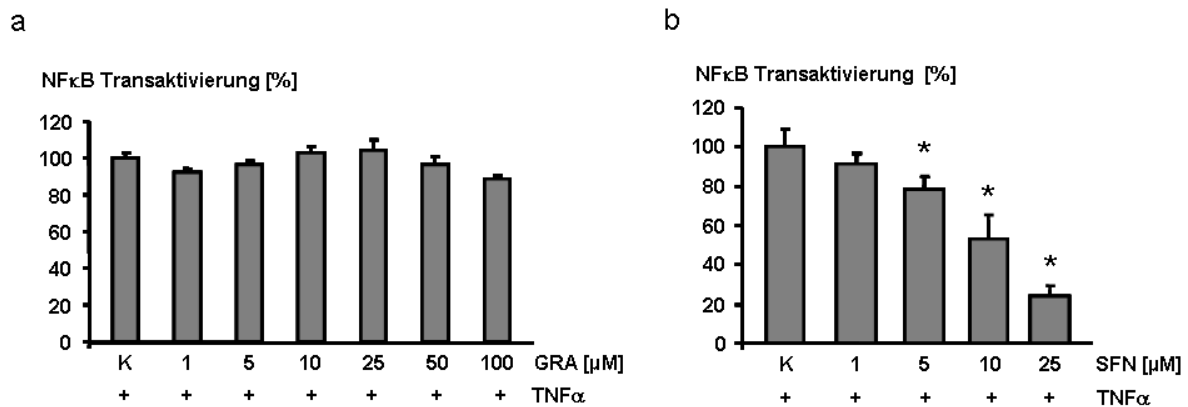 a
NFκB Transaktivierung [%]
120
100
80
60
40
20
0
K 1 5 10 25 50 100 GRA [µM]
+ + + + + + + TNFα
b
NFκB Transaktivierung [%]
120
100
80
60
40
20
0
* * *
K 1 5 10 25 SFN [µM]
+ + + + + TNFα